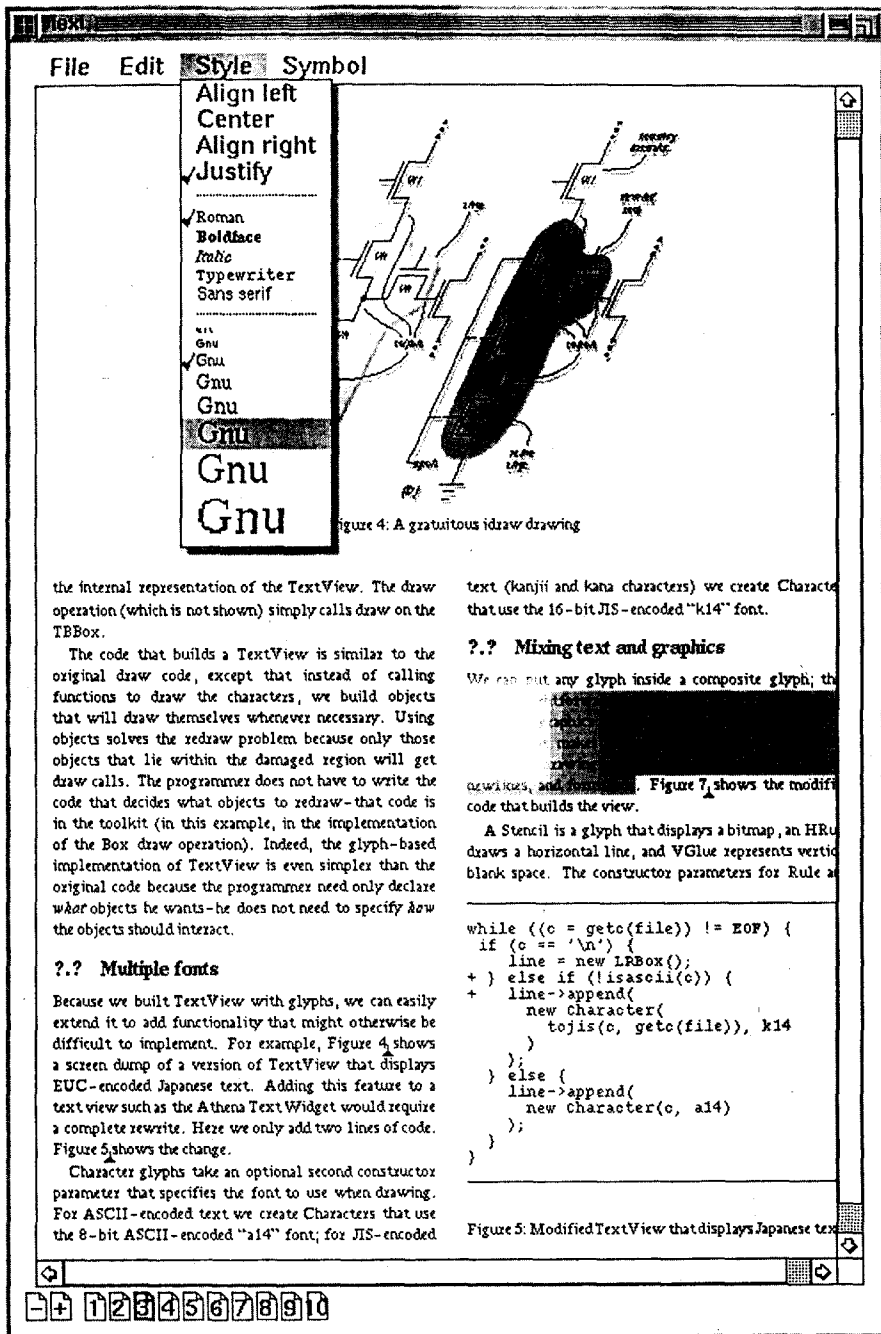 File Edit Style Symbol
Align left
Center
Align right
Justify
Roman
Boldface
Italic
Typewriter
Sans serif
Gnu
Gnu
Gnu
Gnu
Gnu
Gnu
Gnu
igure 4: A gratuitous idraw drawing
the internal representation of the TextView. The draw
operation (which is not shown) simply calls draw on the
TBBox.
The code that builds a TextView is similar to the
original draw code, except that instead of calling
functions to draw the characters, we build objects
that will draw themselves whenever necessary. Using
objects solves the redraw problem because only those
objects that lie within the damaged region will get
draw calls. The programmer does not have to write the
code that decides what objects to redraw-that code is
in the toolkit (in this example, in the implementation
of the Box draw operation). Indeed, the glyph-based
implementation of TextView is even simpler than the
original code because the programmer need only declare
what objects he wants-he does not need to specify how
the objects should interact.
?.? Multiple fonts
Because we built TextView with glyphs, we can easily
extend it to add functionality that might otherwise be
difficult to implement. For example, Figure 4 shows
a screen dump of a version of TextView that displays
EUC-encoded Japanese text. Adding this feature to a
text view such as the Athena Text Widget would require
a complete rewrite. Here we only add two lines of code.
Figure 5 shows the change.
Character glyphs take an optional second constructor
parameter that specifies the font to use when drawing.
For ASCII-encoded text we create Characters that use
the 8-bit ASCII-encoded "a14" font; for JIS-encoded
text (kanjii and kana characters) we create Characte
that use the 16-bit JIS-encoded "k14" font.
?.? Mixing text and graphics
We can put any glyph inside a composite glyph; th
newlines, and . Figure 7 shows the modifi
code that builds the view.
A Stencil is a glyph that displays a bitmap, an HRu
draws a horizontal line, and VGlue represents vertic
blank space. The constructor parameters for Rule a
while ((c = getc(file)) != EOF) {
if (c == '\n') {
line = new LRBox();
+ } else if (!isascii(c)) {
+ line->append(
new Character(
tojis(c, getc(file)), k14
)
);
} else {
line->append(
new Character(c, a14)
);
}
}
Figure 5: Modified TextView that displays Japanese tex
- + 1 2 3 4 5 6 7 8 9 10